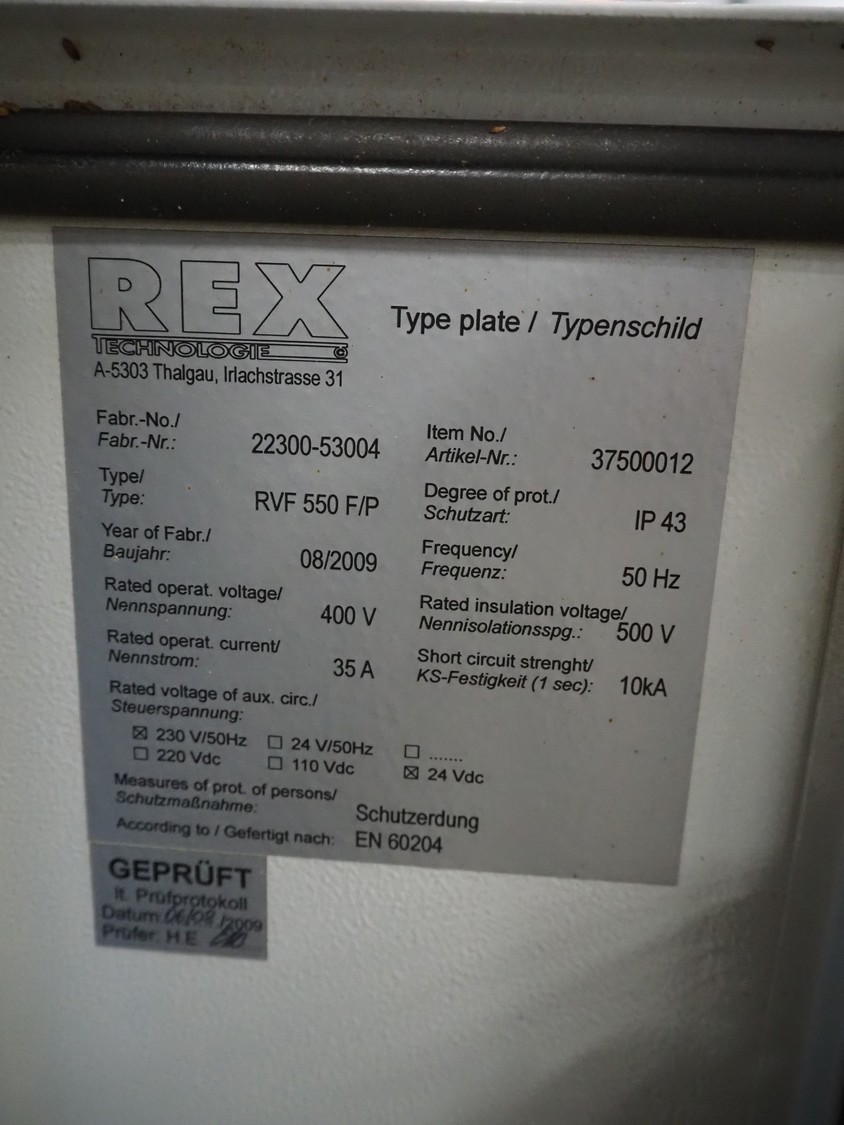 REX
TECHNOLOGIE
A-5303 Thalgau, Irlachstrasse 31
Type plate / Typenschild
Fabr.-No./
Fabr.-Nr.: 22300-53004
Type/
Type: RVF 550 F/P
Year of Fabr./
Baujahr: 08/2009
Rated operat. voltage/
Nennspannung: 400 V
Rated operat. current/
Nennstrom: 35 A
Item No./
Artikel-Nr.: 37500012
Degree of prot./
Schutzart: IP 43
Frequency/
Frequenz: 50 Hz
Rated insulation voltage/
Nennisolationsspg.: 500 V
Short circuit strenght/
KS-Festigkeit (1 sec): 10kA
Rated voltage of aux. circ./
Steuerspannung:
☒ 230 V/50Hz ☐ 24 V/50Hz ☐ .......
☐ 220 Vdc ☐ 110 Vdc ☒ 24 Vdc
Measures of prot. of persons/
Schutzmaßnahme: Schutzerdung
According to / Gefertigt nach: EN 60204
GEPRÜFT
lt. Prüfprotokoll
Datum: 06/08/2009
Prüfer: H.E